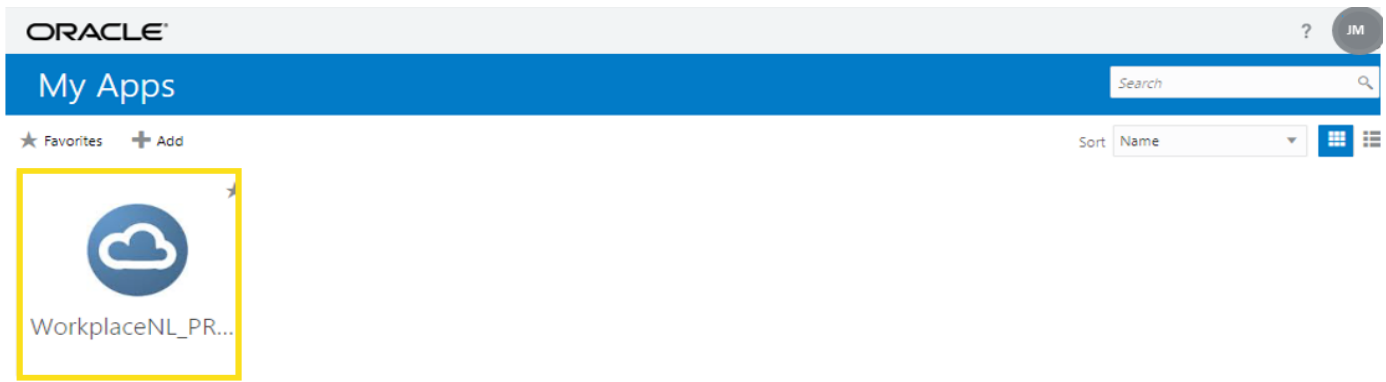 ORACLE
? JM
My Apps
Search
Favorites Add
Sort Name
WorkplaceNL_PR...